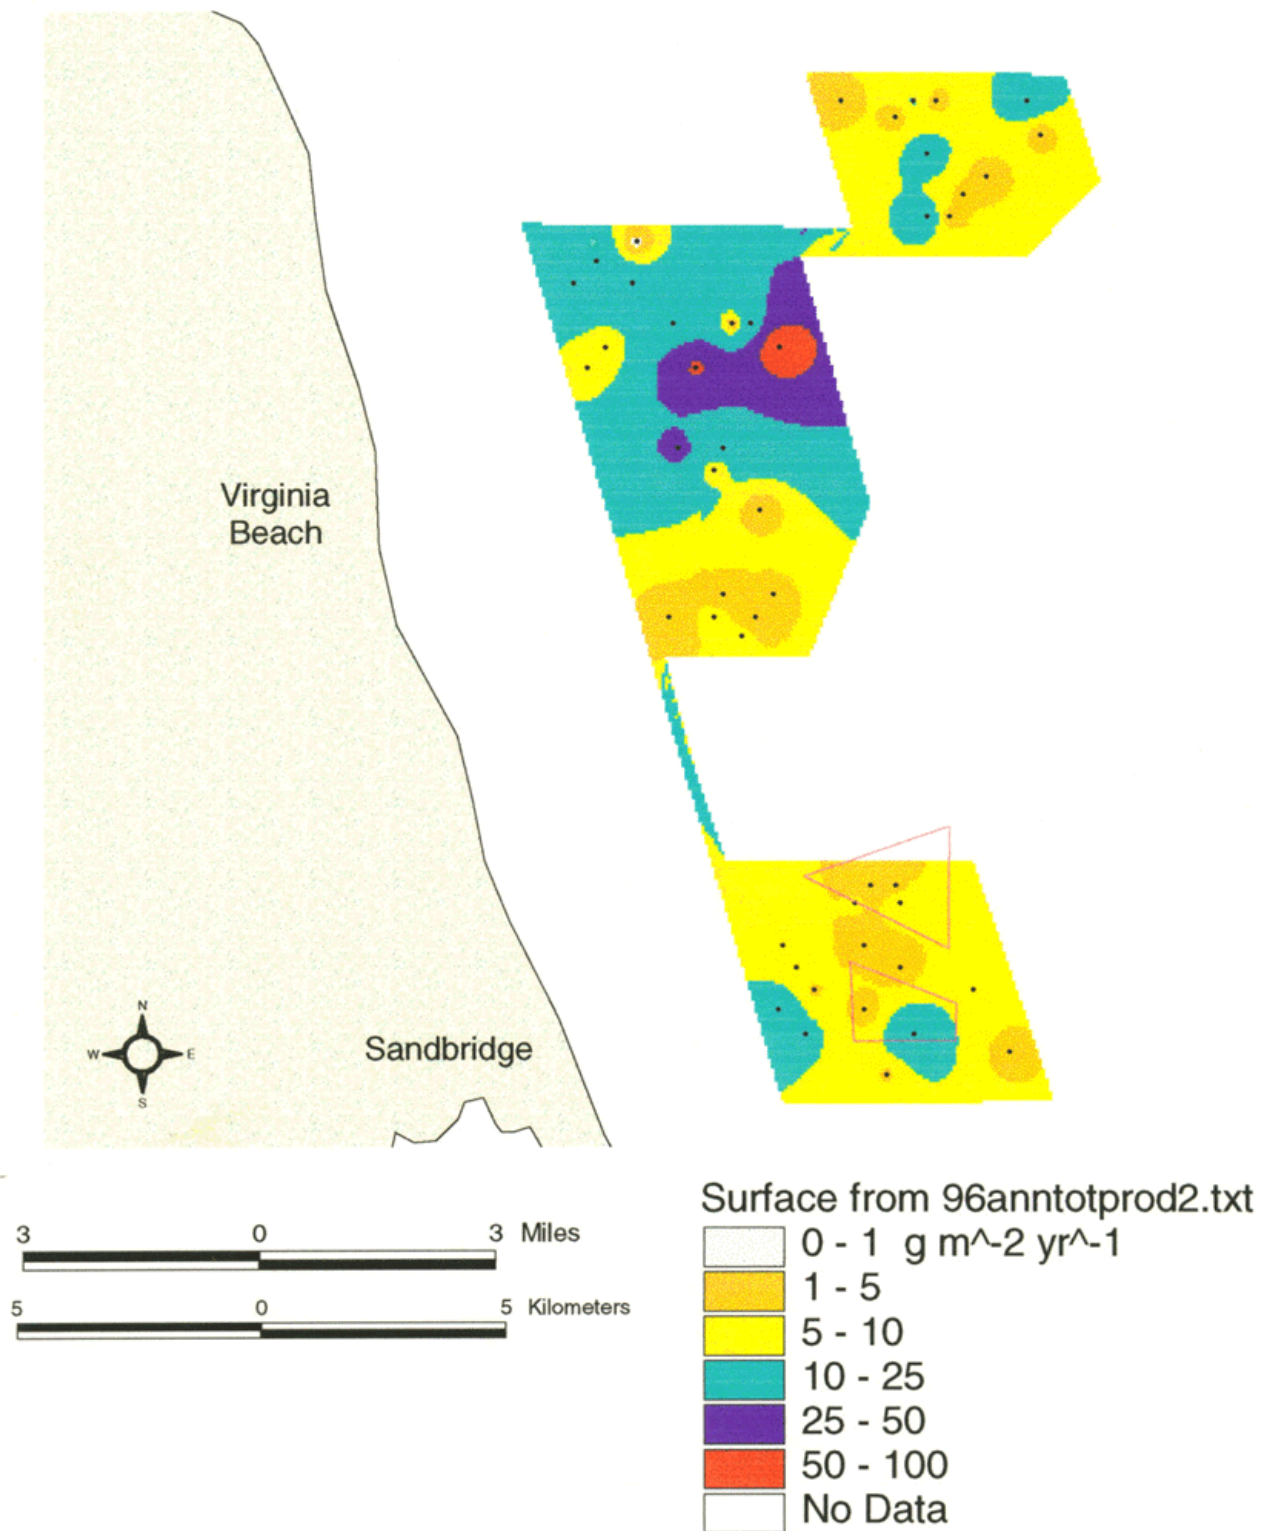 Virginia
Beach
N
W E
S
Sandbridge
3 0 3 Miles
5 0 5 Kilometers
Surface from 96anntotprod2.txt
0 - 1 g m^-2 yr^-1
1 - 5
5 - 10
10 - 25
25 - 50
50 - 100
No Data